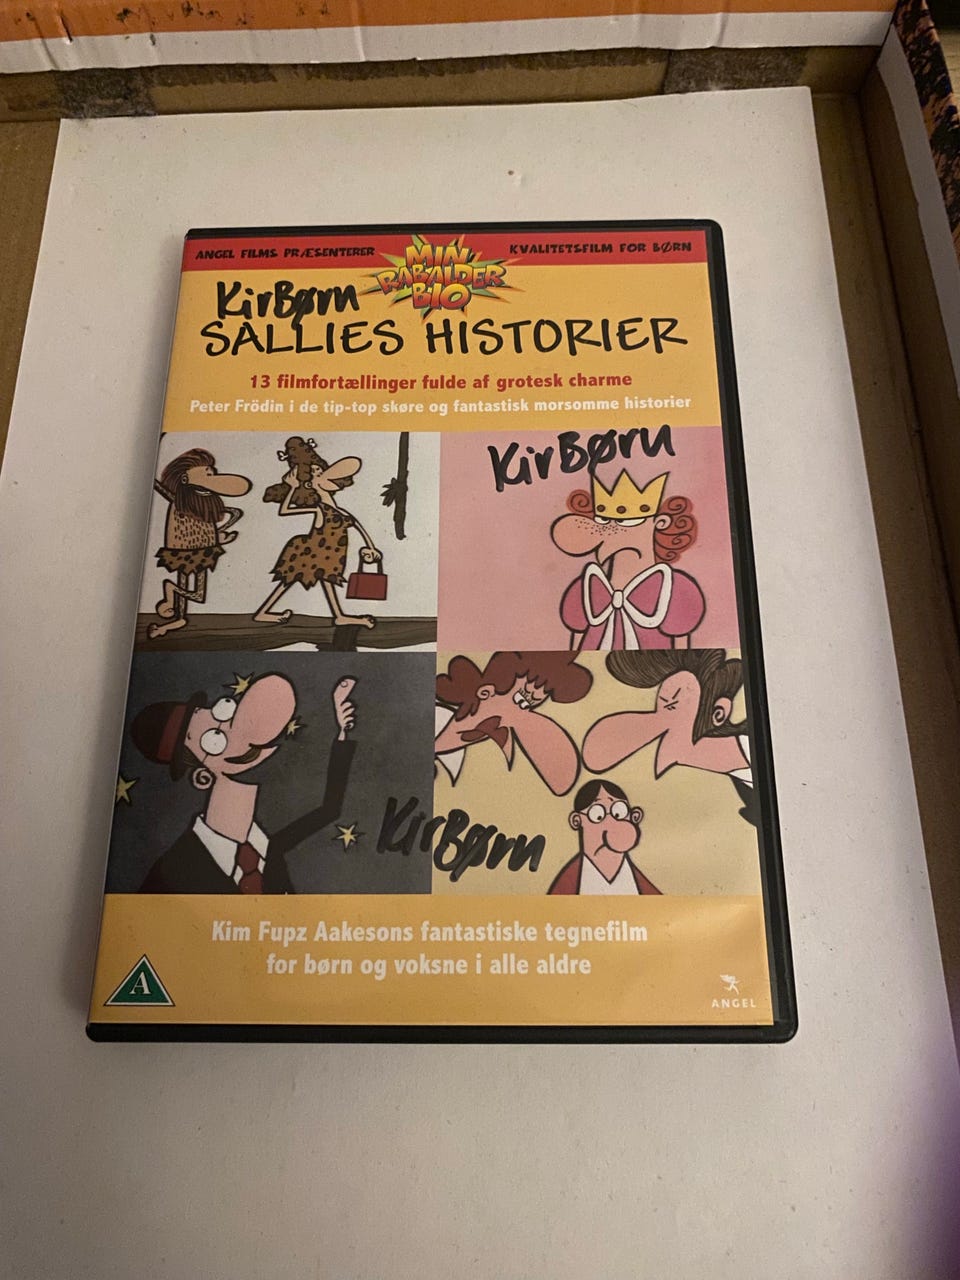 ANGEL FILMS PRÆSENTERER
MIN
RABALDER
BIO
KVALITETSFILM FOR BØRN
KirBørn
SALLIES HISTORIER
13 filmfortællinger fulde af grotesk charme
Peter Frödin i de tip-top skøre og fantastisk morsomme historier
KirBørn
KirBørn
Kim Fupz Aakesons fantastiske tegnefilm
for børn og voksne i alle aldre
A
ANGEL